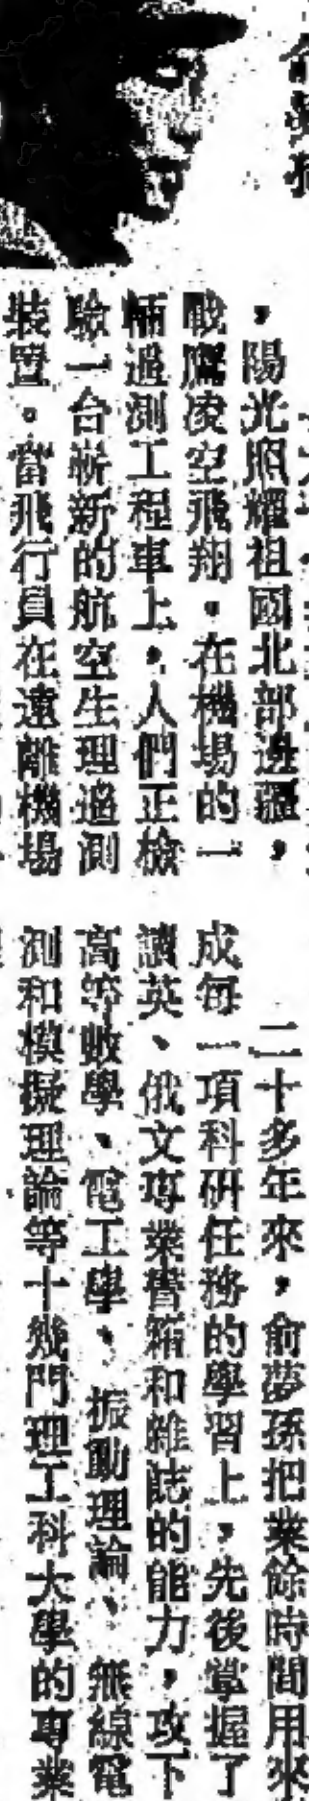 ，陽光照耀祖國北部邊疆，
戰鷹凌空飛翔。在機場的一
輛遙測工程車上，人們正檢
驗一台嶄新的航空生理遙測
裝置。當飛行員在遠離機場
二十多年來，俞夢孫把業餘時間用來
成每一項科研任務的學習上，先後掌握了
讀英、俄文專業書籍和雜誌的能力，攻下
高等數學、電工學、振動理論、無線電
測和模擬理論等十幾門理工科大學的專業